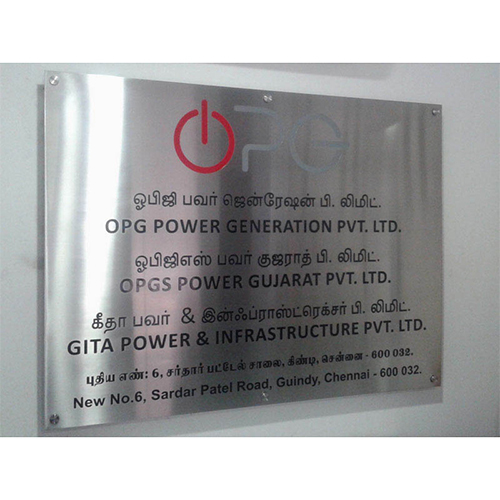 OPG
ஓபிஜி பவர் ஜென்ரேஷன் பி. லிமிட்.
OPG POWER GENERATION PVT. LTD.
ஓபிஜிஎஸ் பவர் குஜராத் பி. லிமிட்.
OPGS POWER GUJARAT PVT. LTD.
கீதா பவர் & இன்ஃப்ராஸ்ட்ரெக்சர் பி. லிமிட்.
GITA POWER & INFRASTRUCTURE PVT. LTD.
புதிய எண்: 6, சர்தார் பட்டேல் சாலை, கிண்டி, சென்னை - 600 032.
New No.6, Sardar Patel Road, Guindy, Chennai - 600 032.